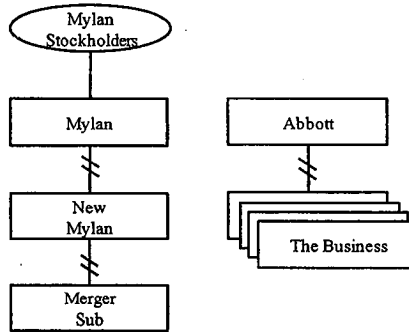 Mylan
Stockholders
Mylan
Abbott
New
Mylan
The Business
Merger
Sub